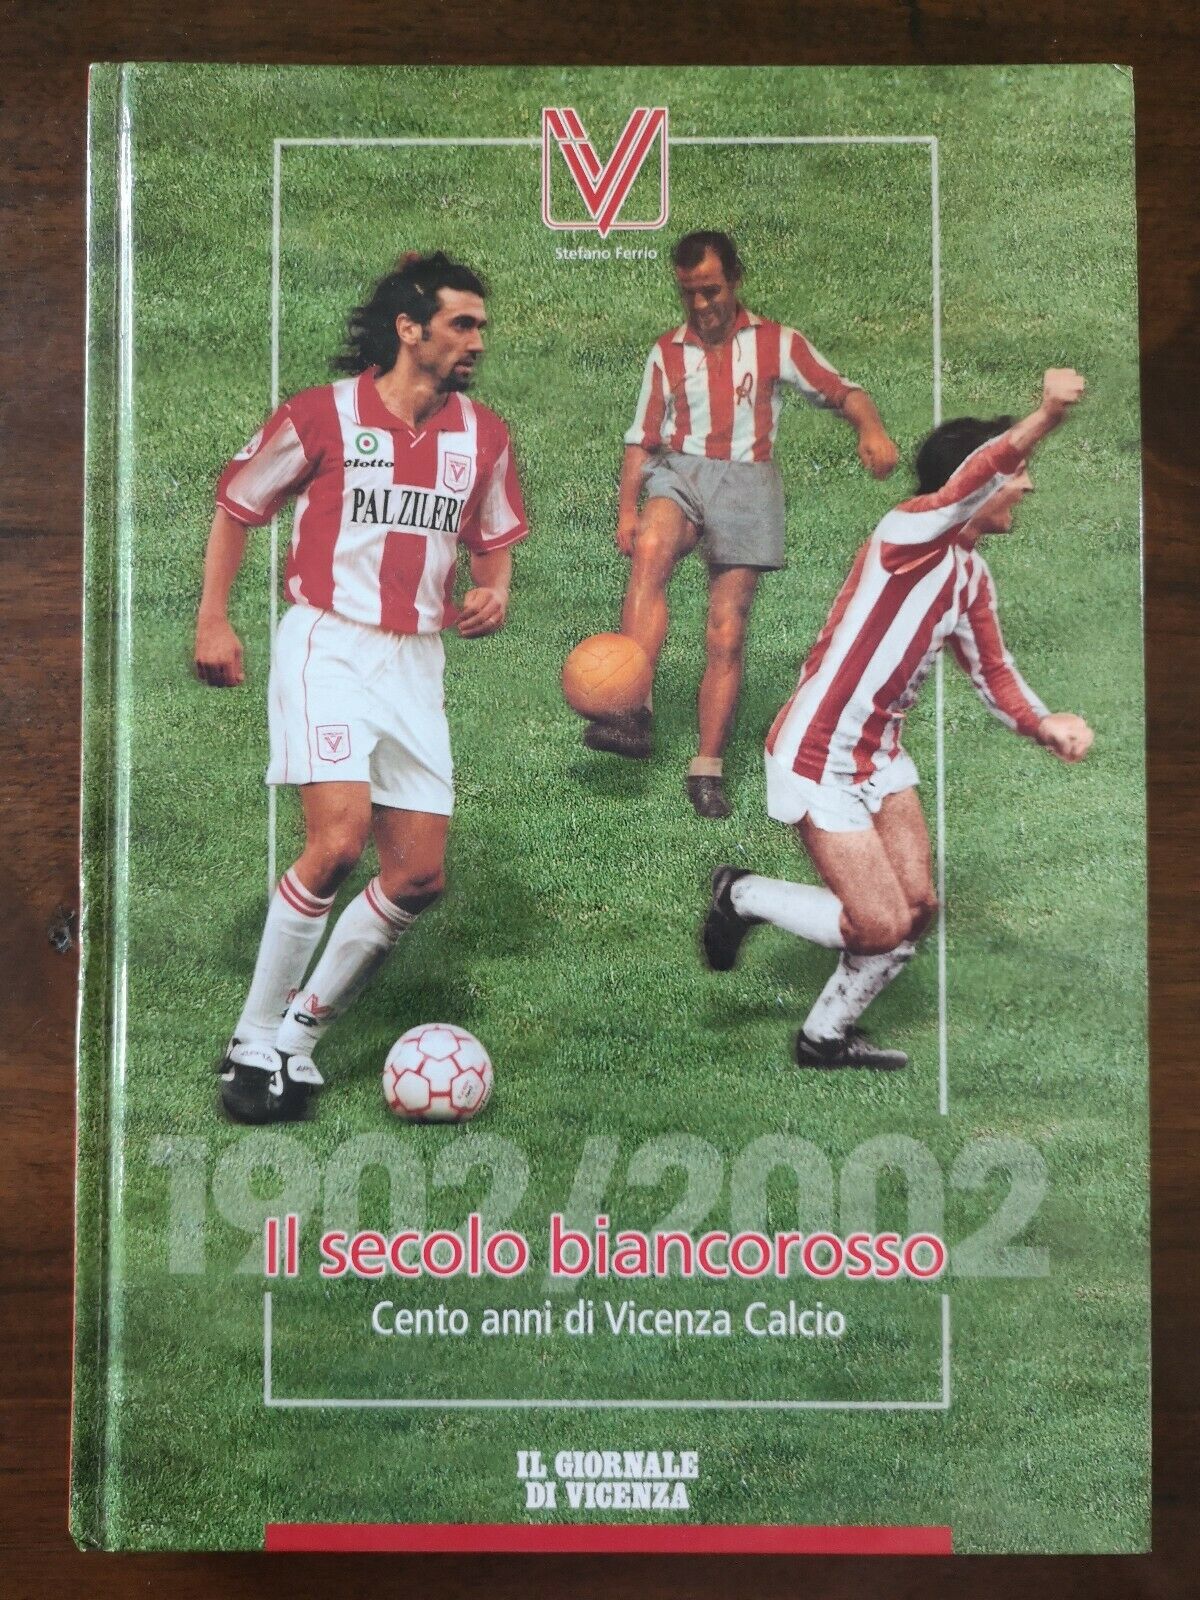 Stefano Ferrio
lotto
PAL ZILERI
1902/2002
Il secolo biancorosso
Cento anni di Vicenza Calcio
IL GIORNALE
DI VICENZA